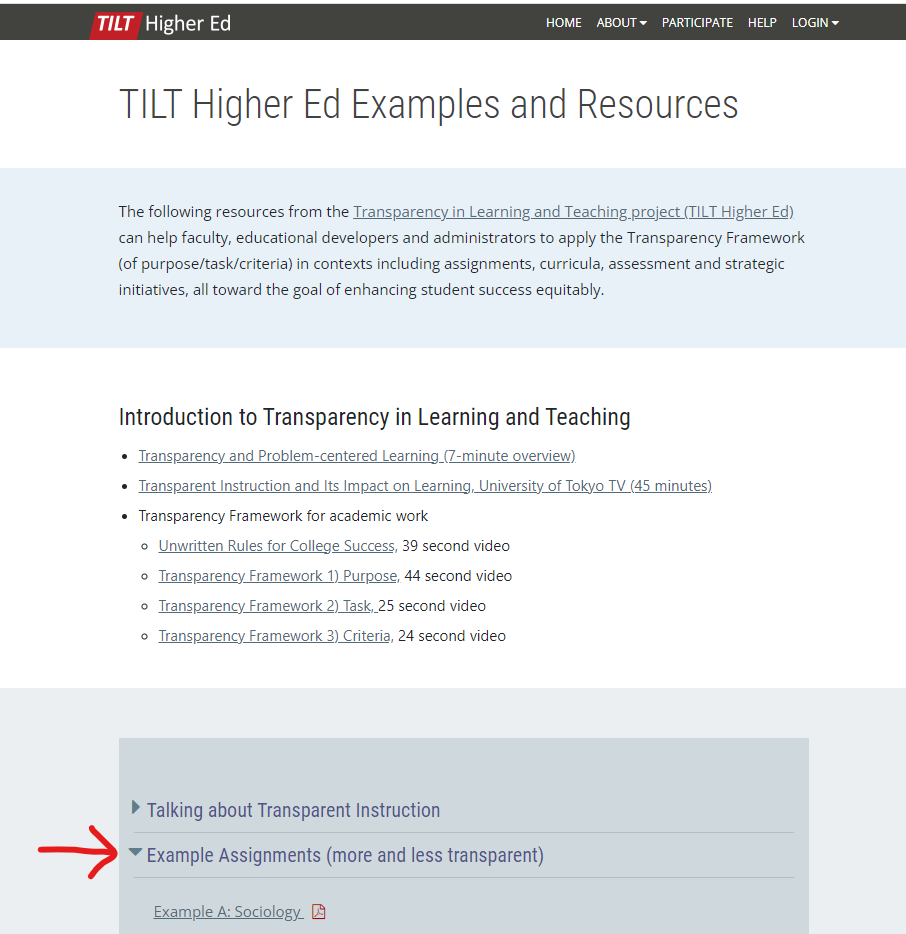 TILT Higher Ed HOME ABOUT PARTICIPATE HELP LOGIN
TILT Higher Ed Examples and Resources
The following resources from the Transparency in Learning and Teaching project (TILT Higher Ed)
can help faculty, educational developers and administrators to apply the Transparency Framework
(of purpose/task/criteria) in contexts including assignments, curricula, assessment and strategic
initiatives, all toward the goal of enhancing student success equitably.
Introduction to Transparency in Learning and Teaching
• Transparency and Problem-centered Learning (7-minute overview)
• Transparent Instruction and Its Impact on Learning, University of Tokyo TV (45 minutes)
• Transparency Framework for academic work
◦ Unwritten Rules for College Success, 39 second video
◦ Transparency Framework 1) Purpose, 44 second video
◦ Transparency Framework 2) Task, 25 second video
◦ Transparency Framework 3) Criteria, 24 second video
Talking about Transparent Instruction
Example Assignments (more and less transparent)
Example A: Sociology